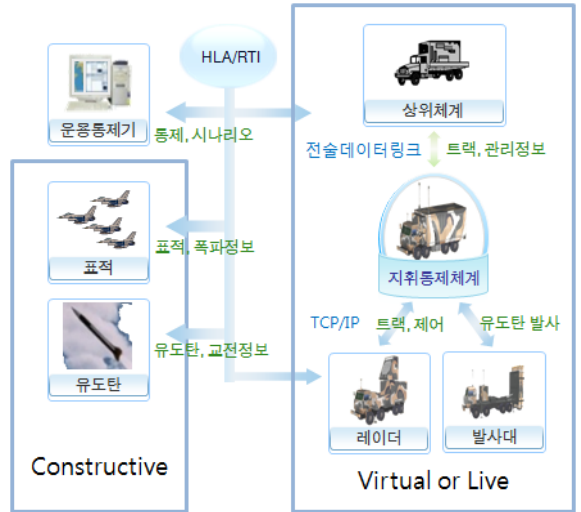 HLA/RTI
운용통제기
통제, 시나리오
상위체계
전술데이터링크
트랙, 관리정보
표적
표적, 폭파정보
지휘통제체계
유도탄
유도탄, 교전정보
TCP/IP
트랙, 제어
유도탄 발사
레이더
발사대
Constructive
Virtual or Live